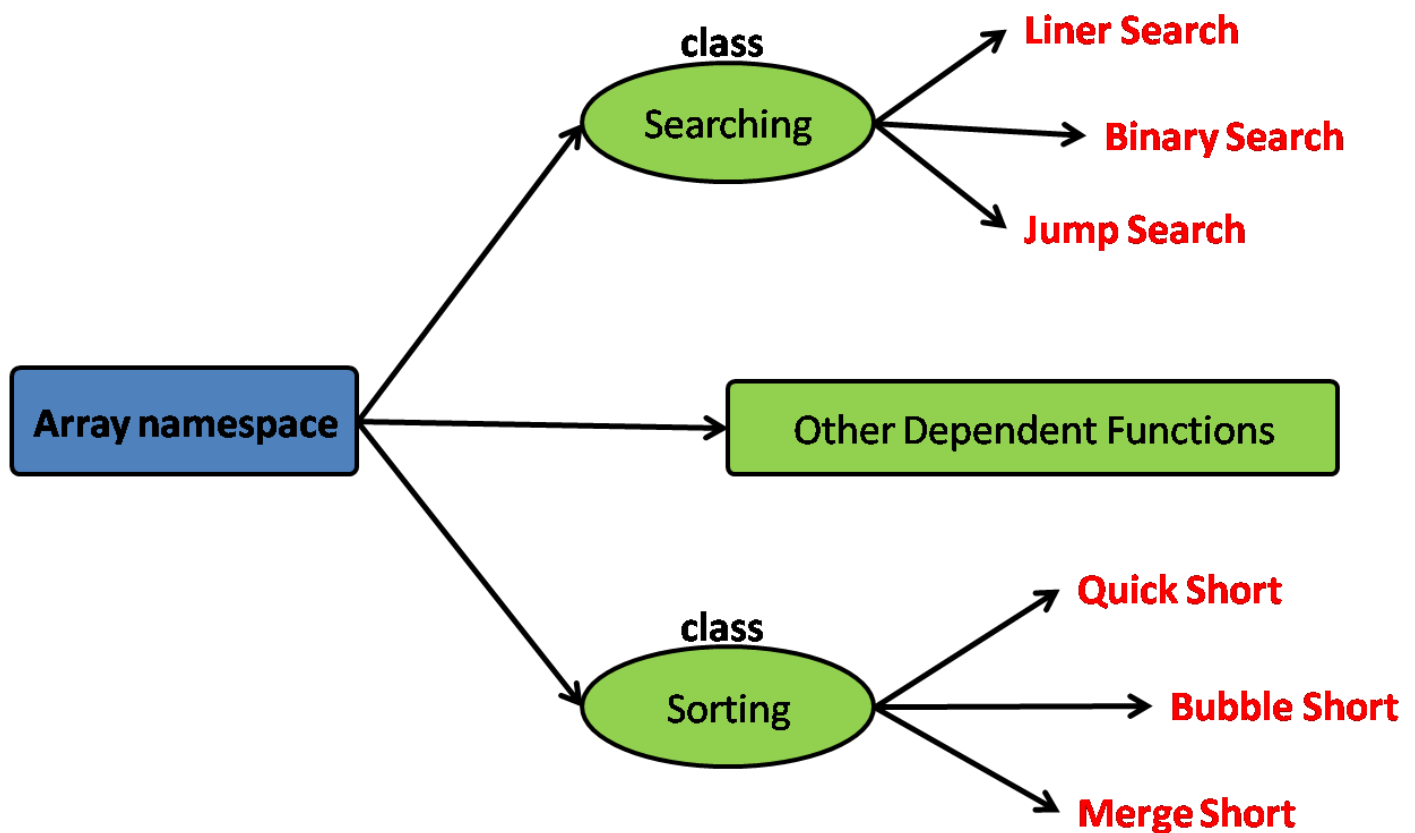 class
Searching
Liner Search
Binary Search
Jump Search
Array namespace
Other Dependent Functions
class
Sorting
Quick Short
Bubble Short
Merge Short